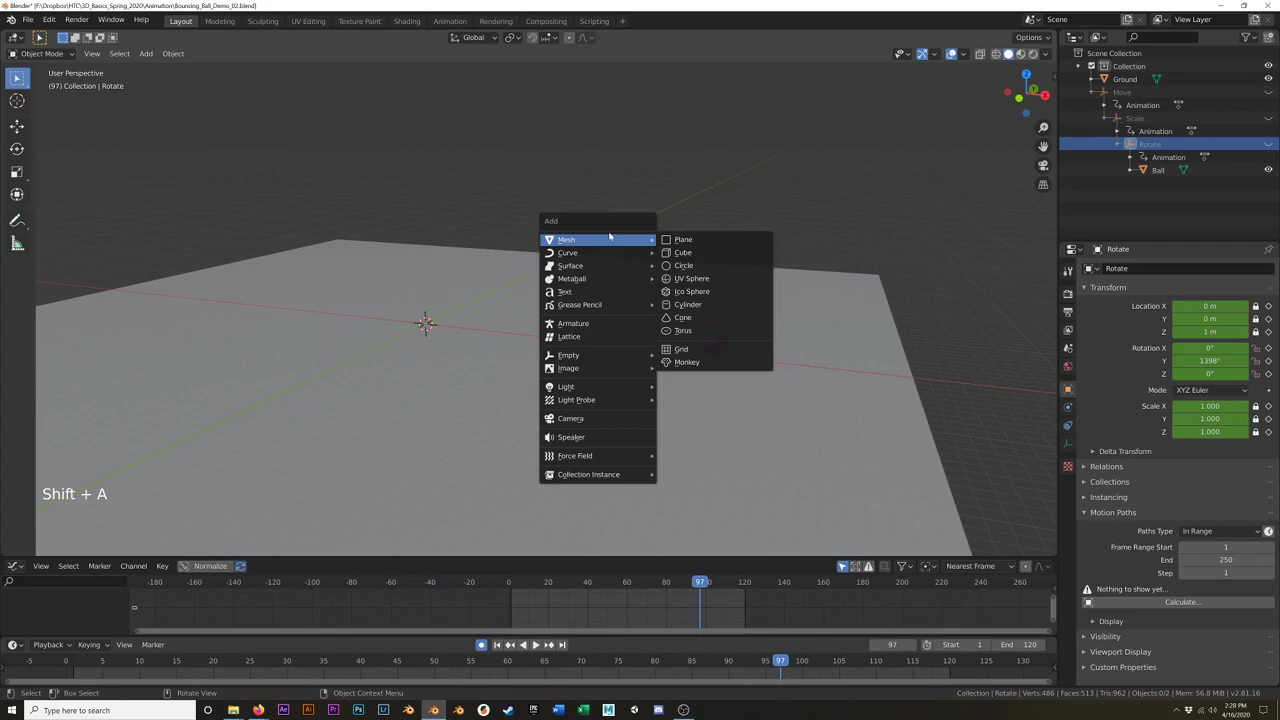 Blender* [F:\Dropbox\HTC\3D_Basics_Spring_2020\Animation\Bouncing_Ball_Demo_02.blend]
File Edit Render Window Help Layout Modeling Sculpting UV Editing Texture Paint Shading Animation Rendering Compositing Scripting + Scene View Layer
Global Options
Object Mode View Select Add Object
User Perspective
(97) Collection | Rotate
Scene Collection
Collection
Ground
Move
Animation
Scale
Animation
Rotate
Animation
Ball
Add
Mesh
Curve
Surface
Metaball
Text
Grease Pencil
Armature
Lattice
Empty
Image
Light
Light Probe
Camera
Speaker
Force Field
Collection Instance
Plane
Cube
Circle
UV Sphere
Ico Sphere
Cylinder
Cone
Torus
Grid
Monkey
Shift + A
Rotate
Rotate
Transform
Location X 0 m
Y 0 m
Z 1 m
Rotation X 0°
Y 1398°
Z 0°
Mode XYZ Euler
Scale X 1.000
Y 1.000
Z 1.000
Delta Transform
Relations
Collections
Instancing
Motion Paths
Paths Type In Range
Frame Range Start 1
End 250
Step 1
Nothing to show yet...
Calculate...
Display
Visibility
Viewport Display
Custom Properties
View Select Marker Channel Key Normalize Nearest Frame
-180 -160 -140 -120 -100 -80 -60 -40 -20 0 20 40 60 80 97 120 140 160 180 200 220 240 260
Playback Keying View Marker 97 Start 1 End 120
-5 0 5 10 15 20 25 30 35 40 45 50 55 60 65 70 75 80 85 90 95 97 100 105 110 115 120 125 130
Select Box Select Rotate View Object Context Menu Collection | Rotate | Verts:486 | Faces:513 | Tris:962 | Objects:0/2 | Mem: 56.8 MiB | v2.81.16
Type here to search
2:28 PM
4/16/2020